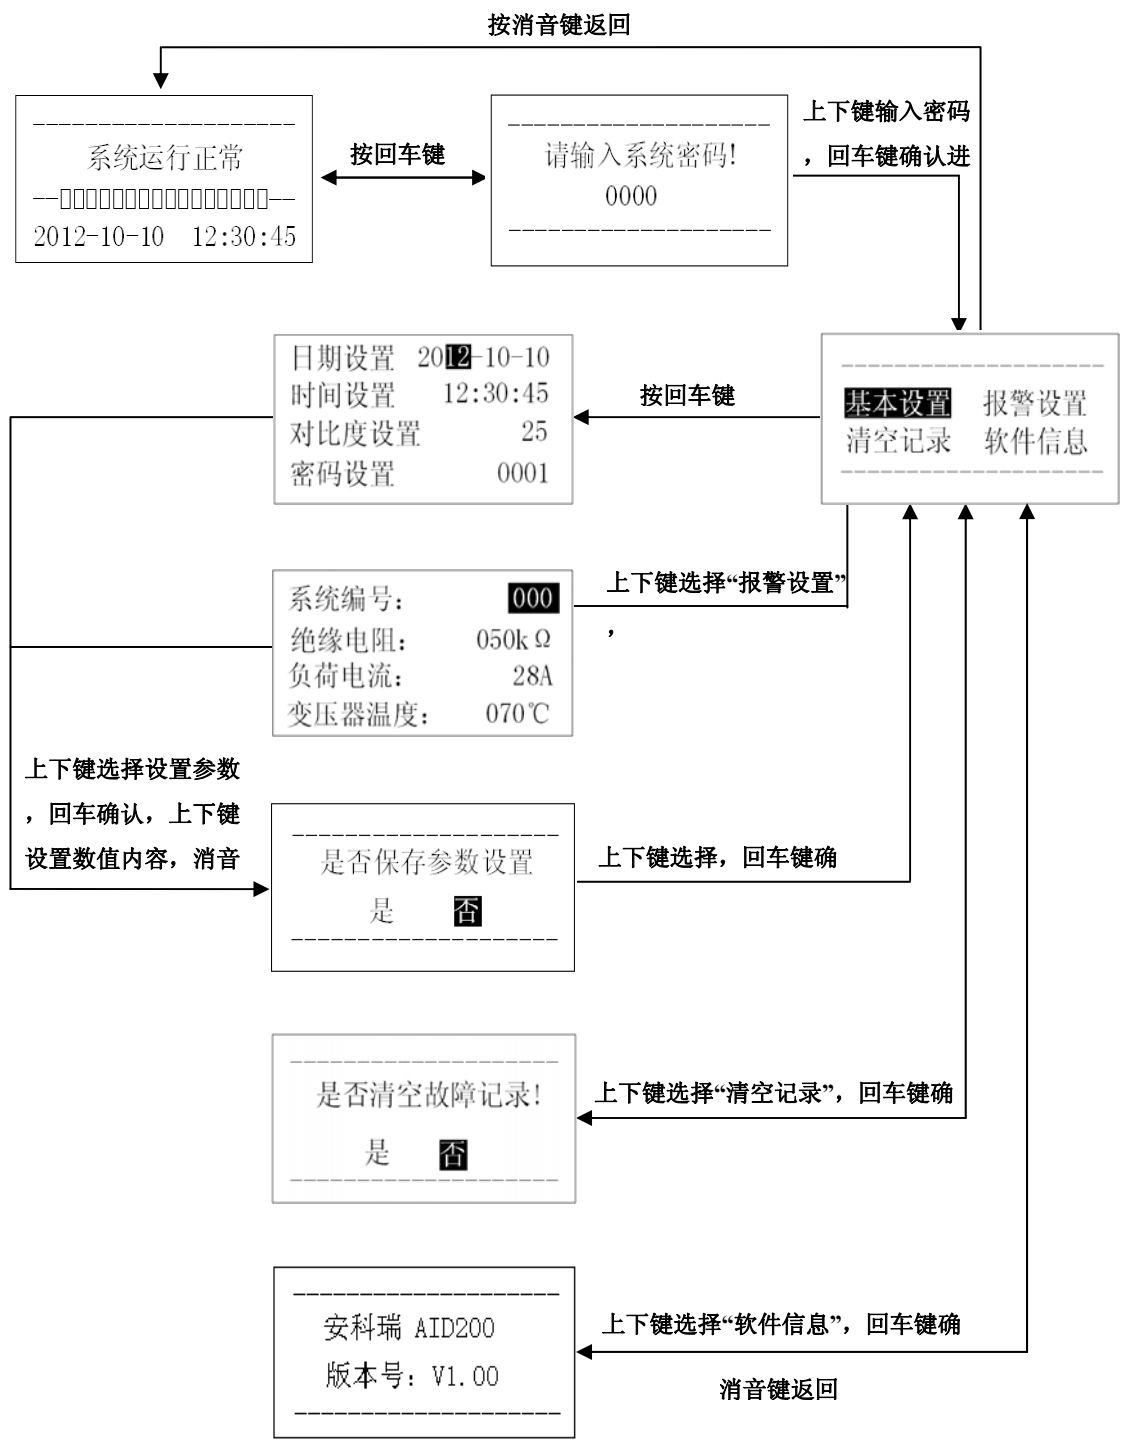 按消音键返回
系统运行正常
2012-10-10 12:30:45
按回车键
请输入系统密码!
0000
上下键输入密码
，回车键确认进
日期设置 2012-10-10
时间设置 12:30:45
对比度设置 25
密码设置 0001
按回车键
基本设置 报警设置
清空记录 软件信息
系统编号： 000
绝缘电阻： 050kΩ
负荷电流： 28A
变压器温度： 070℃
上下键选择“报警设置”
，
上下键选择设置参数
，回车确认，上下键
设置数值内容，消音
是否保存参数设置
是 否
上下键选择，回车键确
是否清空故障记录!
是 否
上下键选择“清空记录”，回车键确
安科瑞 AID200
版本号：V1.00
上下键选择“软件信息”，回车键确
消音键返回